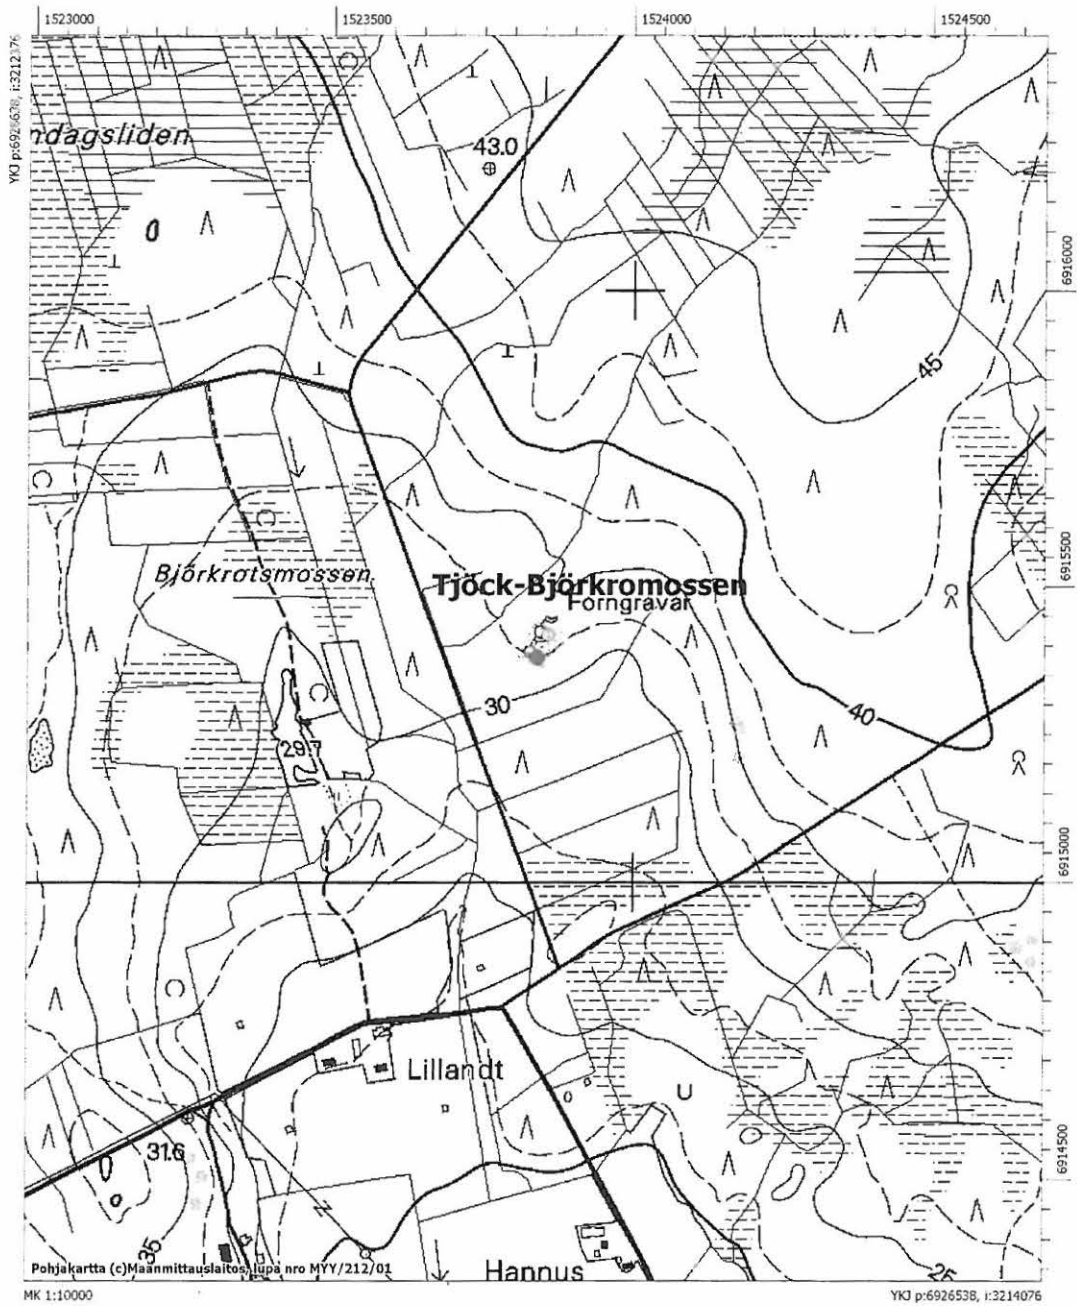 1523000
1523500
1524000
1524500
YKJ p:6926638, i:3212376
ndagsliden
43.0
6916000
45
Björkrotsmossen
Tjöck-Björkromossen
Forngravar
6915500
30
40
29.7
6915000
Lillandt
U
31.6
6914500
35
Hannus
25
Pohjakartta (c)Maanmittauslaitos, lupa nro MYY/212/01
MK 1:10000
YKJ p:6926538, i:3214076